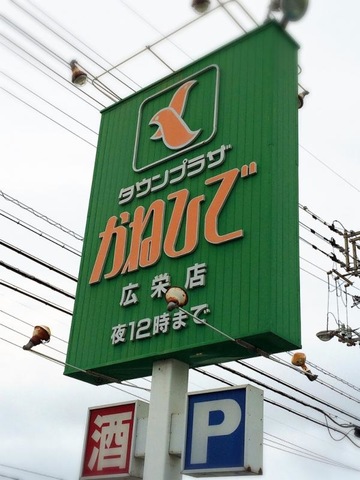 タウンプラザ
かねひで
広栄店
夜12時まで
酒
P